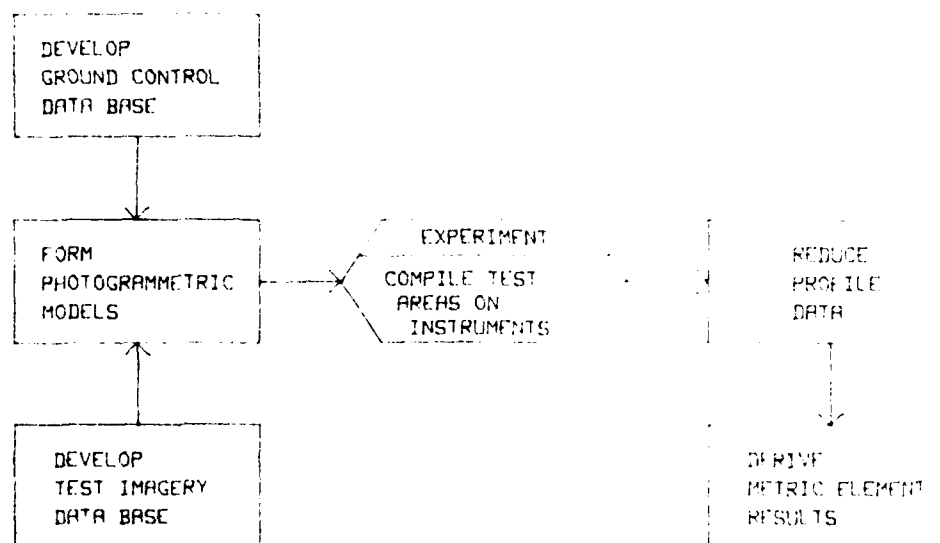 DEVELOP
GROUND CONTROL
DATA BASE
FORM
PHOTOGRAMMETRIC
MODELS
EXPERIMENT
COMPILE TEST
AREAS ON
INSTRUMENTS
REDUCE
PROFILE
DATA
DEVELOP
TEST IMAGERY
DATA BASE
DERIVE
METRIC ELEMENT
RESULTS